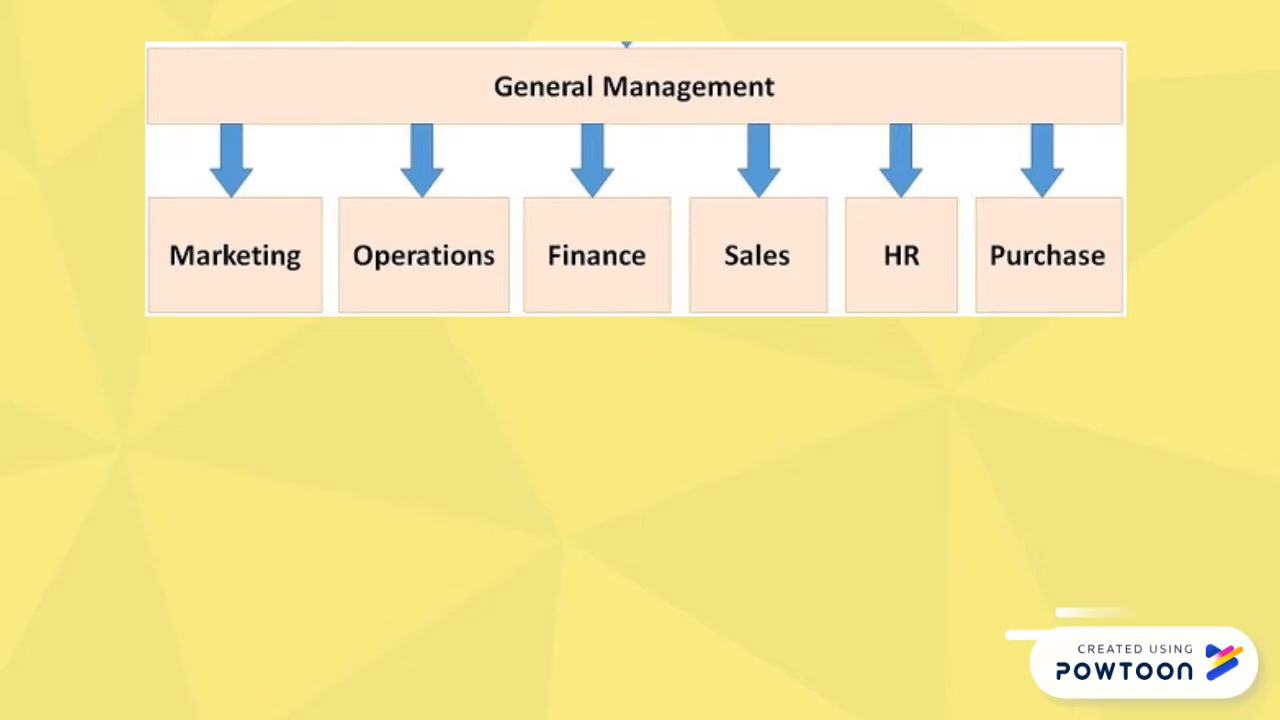 General Management
Marketing
Operations
Finance
Sales
HR
Purchase
CREATED USING
POWTOON